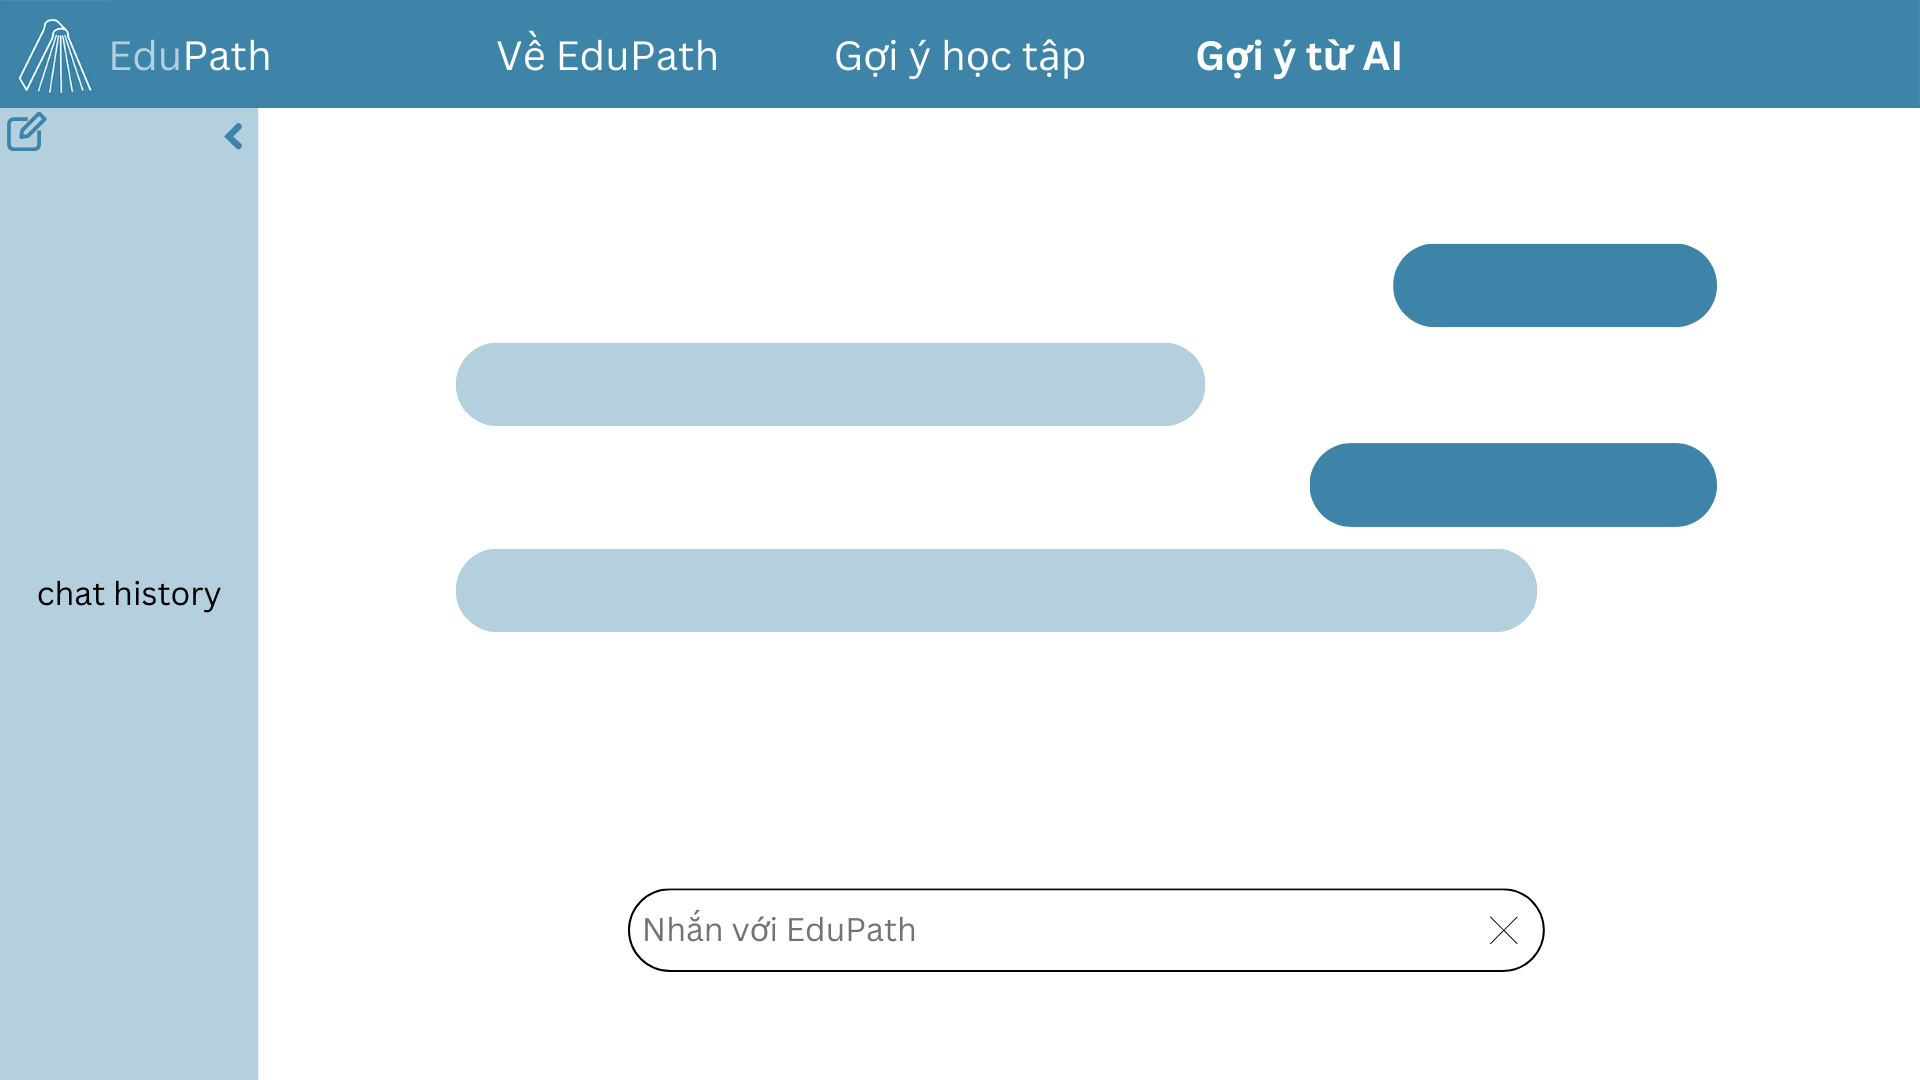 EduPath
Về EduPath
Gợi ý học tập
Gợi ý từ AI
chat history
Nhắn với EduPath